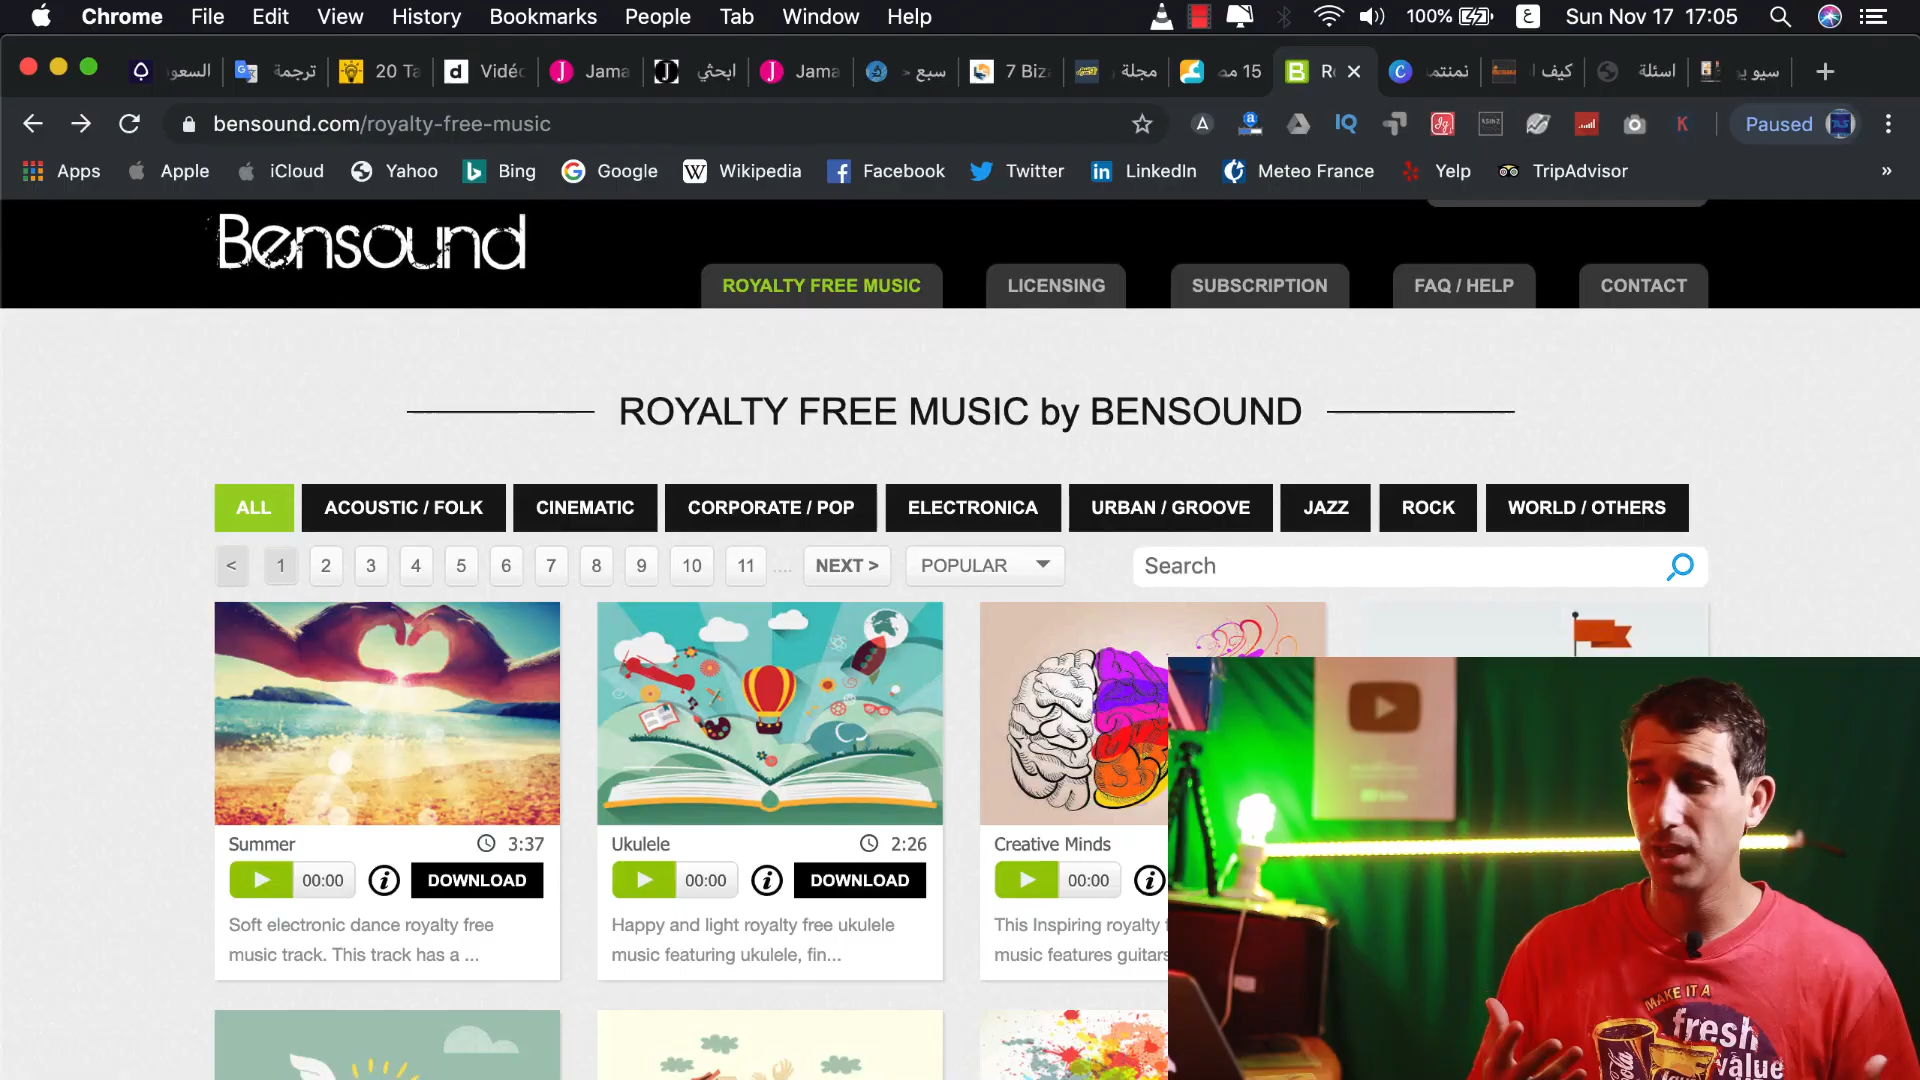 Chrome File Edit View History Bookmarks People Tab Window Help 100% ع Sun Nov 17 17:05
السعود ترجمة 20 Ta d Vidéo J Jama J ابحثي J Jama سبع > 7 Biz مجلة 15 مص B R نمنتم كيف ا اسئلة سيو يو
bensound.com/royalty-free-music A a IQ K Paused
Apps Apple iCloud Yahoo Bing Google W Wikipedia Facebook Twitter in LinkedIn Meteo France Yelp TripAdvisor »
Bensound
ROYALTY FREE MUSIC LICENSING SUBSCRIPTION FAQ / HELP CONTACT
ROYALTY FREE MUSIC by BENSOUND
ALL ACOUSTIC / FOLK CINEMATIC CORPORATE / POP ELECTRONICA URBAN / GROOVE JAZZ ROCK WORLD / OTHERS
< 1 2 3 4 5 6 7 8 9 10 11 .... NEXT > POPULAR Search
Summer 3:37 Ukulele 2:26 Creative Minds
00:00 i DOWNLOAD 00:00 i DOWNLOAD 00:00 i
Soft electronic dance royalty free
music track. This track has a ...
Happy and light royalty free ukulele
music featuring ukulele, fin...
This Inspiring royalty
music features guitars
MAKE IT A
fresh
value